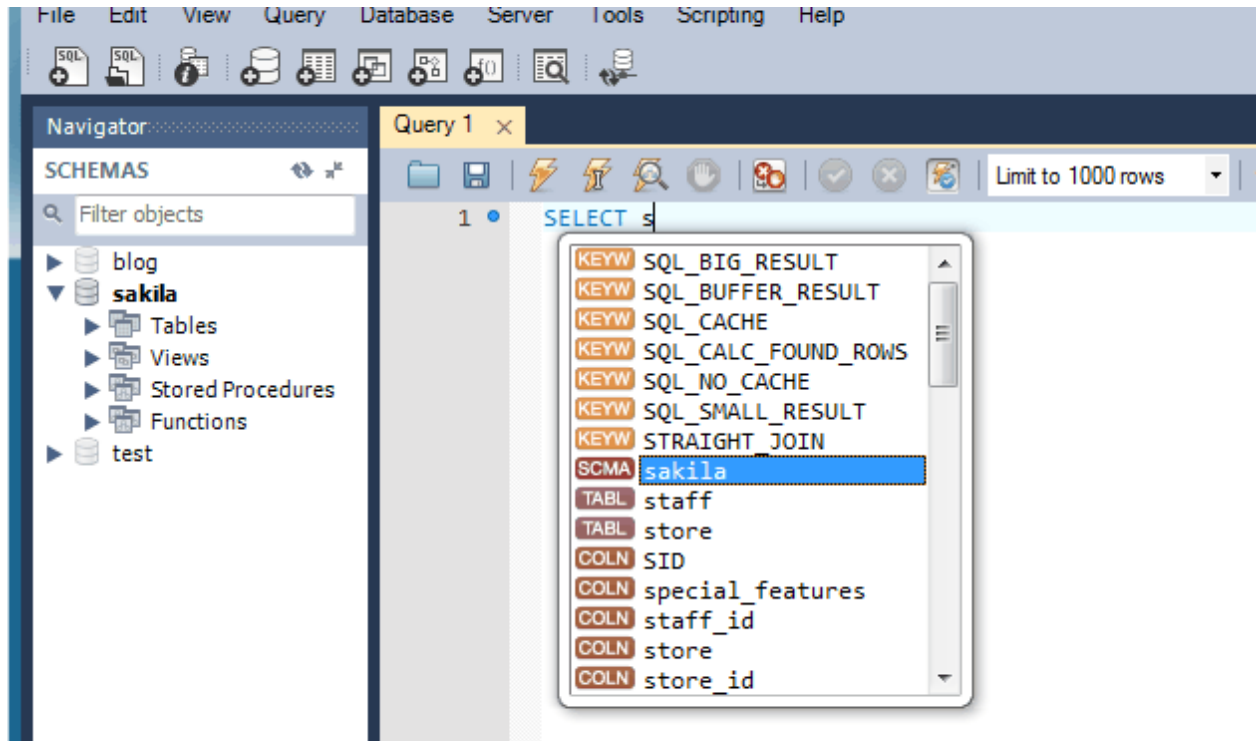 File Edit View Query Database Server Tools Scripting Help
SQL SQL
Navigator
Query 1
SCHEMAS
Limit to 1000 rows
Filter objects
1 SELECT s
blog
sakila
Tables
Views
Stored Procedures
Functions
test
KEYW SQL_BIG_RESULT
KEYW SQL_BUFFER_RESULT
KEYW SQL_CACHE
KEYW SQL_CALC_FOUND_ROWS
KEYW SQL_NO_CACHE
KEYW SQL_SMALL_RESULT
KEYW STRAIGHT_JOIN
SCMA sakila
TABL staff
TABL store
COLN SID
COLN special_features
COLN staff_id
COLN store
COLN store_id